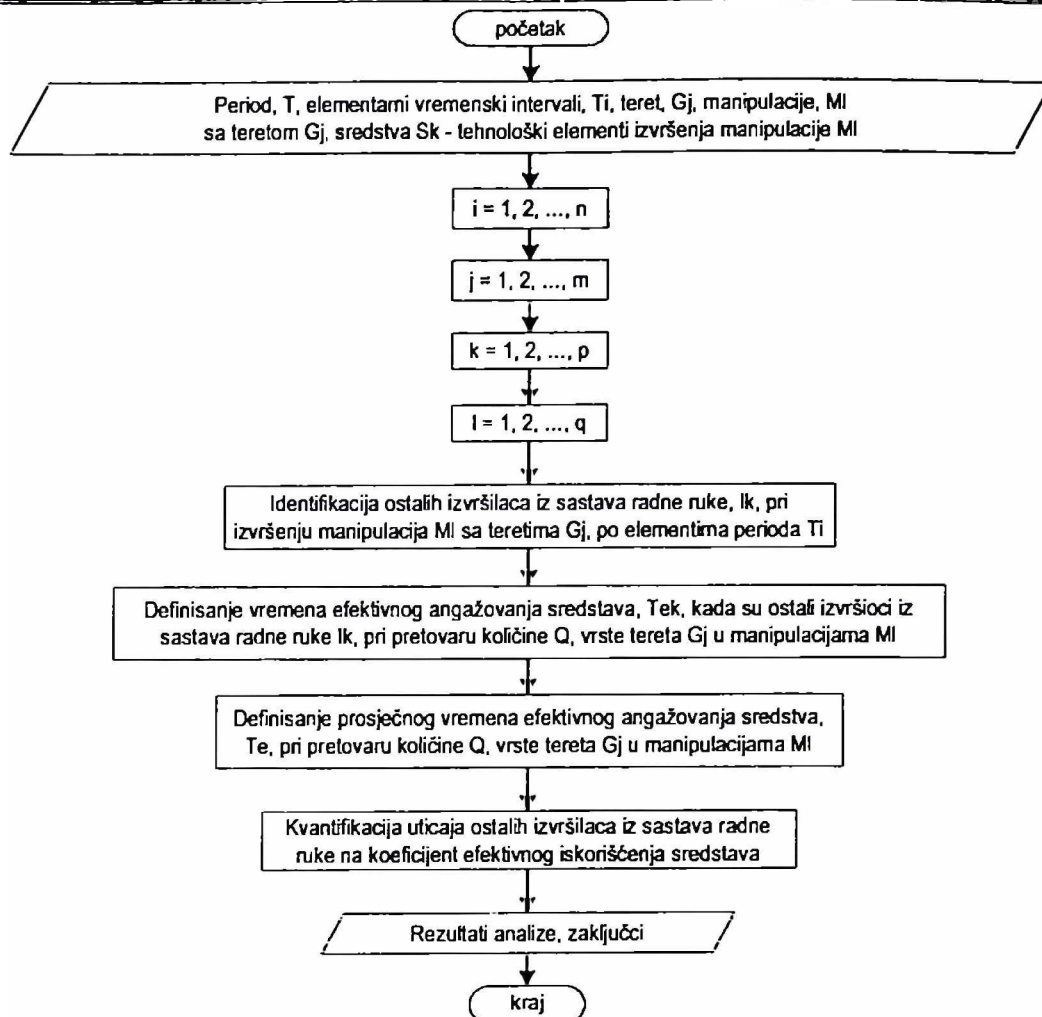 početak
Period, T, elementarni vremenski intervali, Ti, teret, Gj, manipulacije, Ml
sa teretom Gj, sredstva Sk - tehnološki elementi izvršenja manipulacije Ml
i = 1, 2, ..., n
j = 1, 2, ..., m
k = 1, 2, ..., p
l = 1, 2, ..., q
Identifikacija ostalih izvršilaca iz sastava radne ruke, Ik, pri
izvršenju manipulacija Ml sa teretima Gj, po elementima perioda Ti
Definisanje vremena efektivnog angažovanja sredstava, Tek, kada su ostali izvršioci iz
sastava radne ruke Ik, pri pretovaru količine Q, vrste tereta Gj u manipulacijama Ml
Definisanje prosječnog vremena efektivnog angažovanja sredstva,
Te, pri pretovaru količine Q, vrste tereta Gj u manipulacijama Ml
Kvantifikacija uticaja ostalih izvršilaca iz sastava radne
ruke na koeficijent efektivnog iskorišćenja sredstava
Rezultati analize, zaključci
kraj